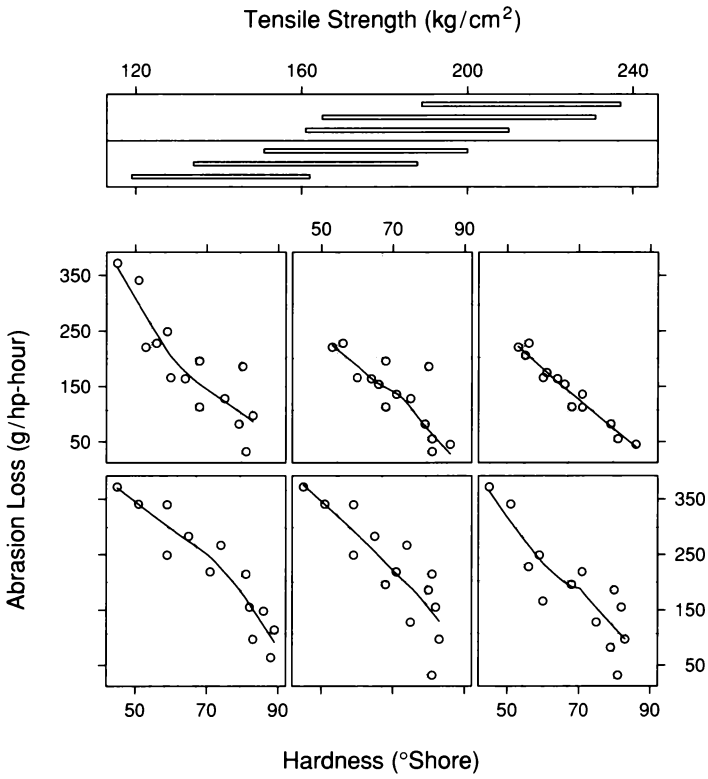 Tensile Strength (kg/cm²)
120 160 200 240
50 70 90
350
250
150
50
Abrasion Loss (g/hp-hour)
350
250
150
50
50 70 90 50 70 90
Hardness (°Shore)